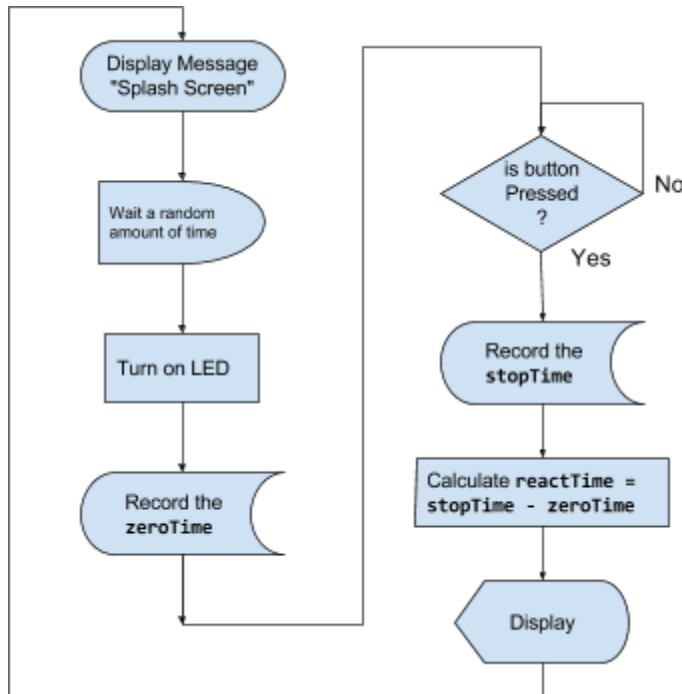 Display Message
"Splash Screen"
Wait a random
amount of time
Turn on LED
Record the
zeroTime
is button
Pressed
?
No
Yes
Record the
stopTime
Calculate reactTime =
stopTime - zeroTime
Display